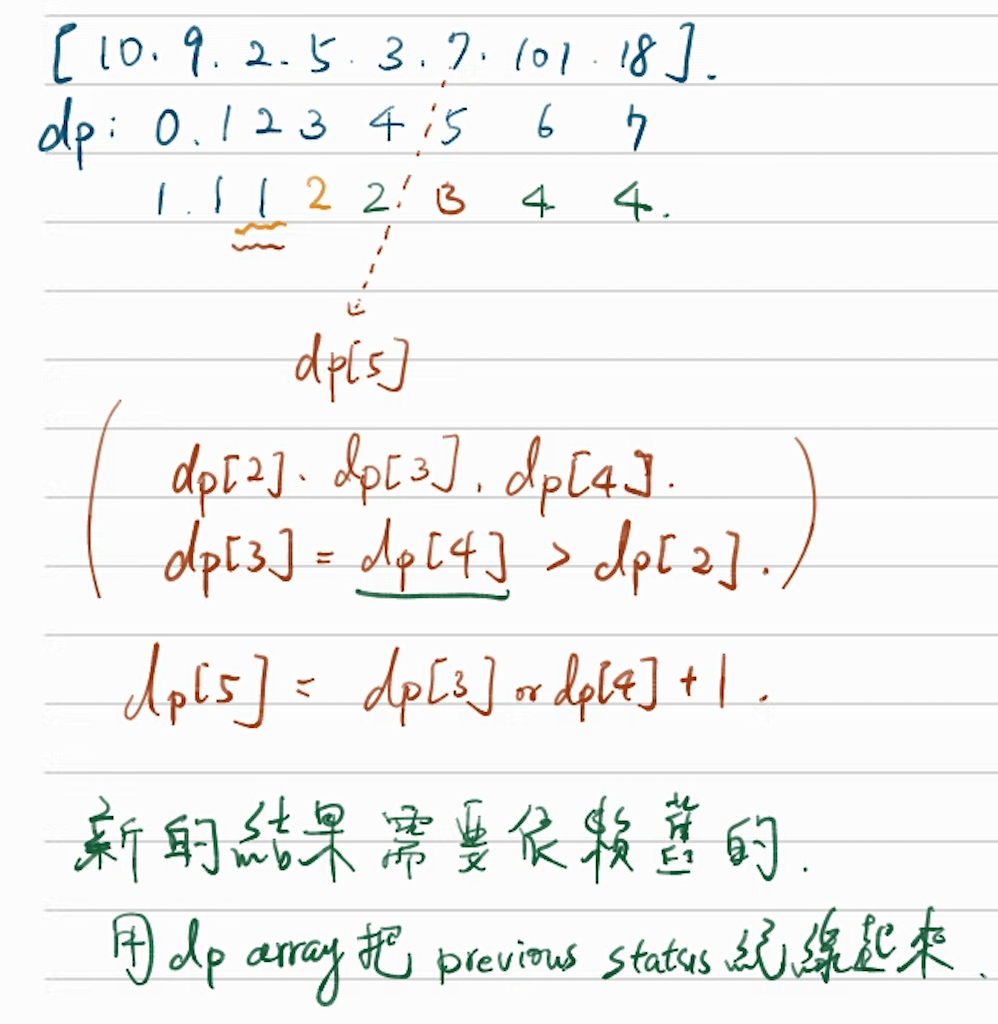 [10. 9. 2. 5. 3. 7. 101. 18].
dp: 0. 1 2 3 4 5 6 7
1. 1 1 2 2 3 4 4.
dp[5]
(dp[2]. dp[3]. dp[4].
dp[3] = dp[4] > dp[2].)
dp[5] = dp[3] or dp[4] + 1.
新的結果需要依賴舊的.
用 dp array 把 previous status 紀錄起來.